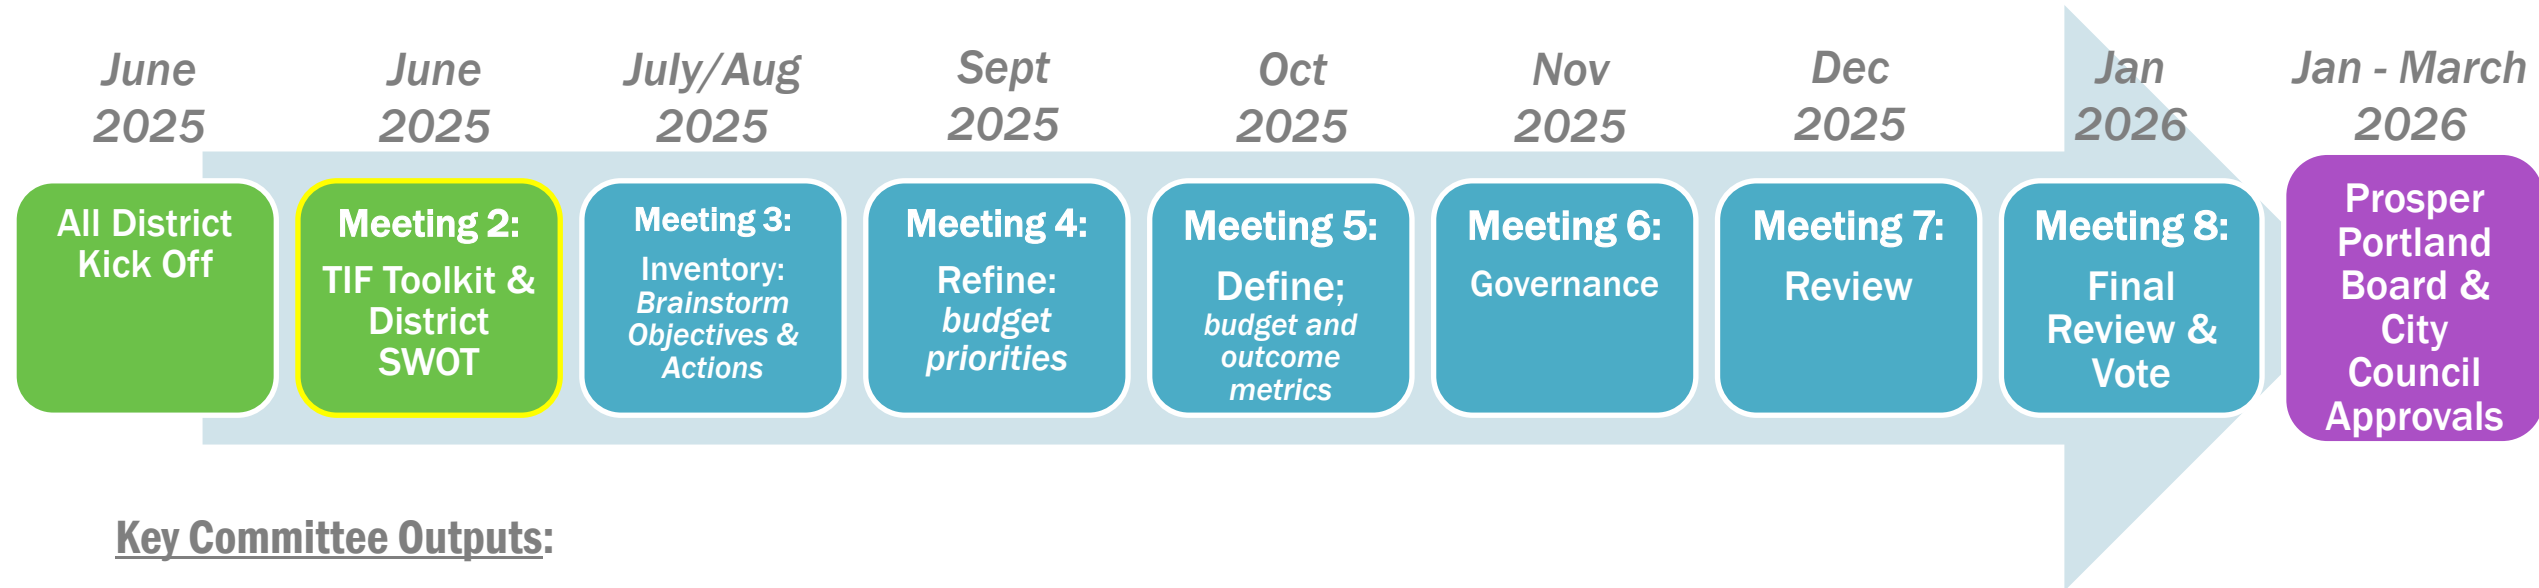 June
2025
June
2025
July/Aug
2025
Sept
2025
Oct
2025
Nov
2025
Dec
2025
Jan
2026
Jan - March
2026
All District
Kick Off
Meeting 2:
TIF Toolkit &
District
SWOT
Meeting 3:
Inventory:
Brainstorm
Objectives &
Actions
Meeting 4:
Refine:
budget
priorities
Meeting 5:
Define;
budget and
outcome
metrics
Meeting 6:
Governance
Meeting 7:
Review
Meeting 8:
Final
Review &
Vote
Prosper
Portland
Board &
City
Council
Approvals
Key Committee Outputs: